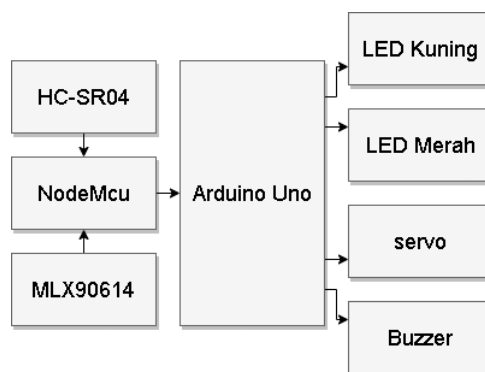 HC-SR04
NodeMcu
MLX90614
Arduino Uno
LED Kuning
LED Merah
servo
Buzzer